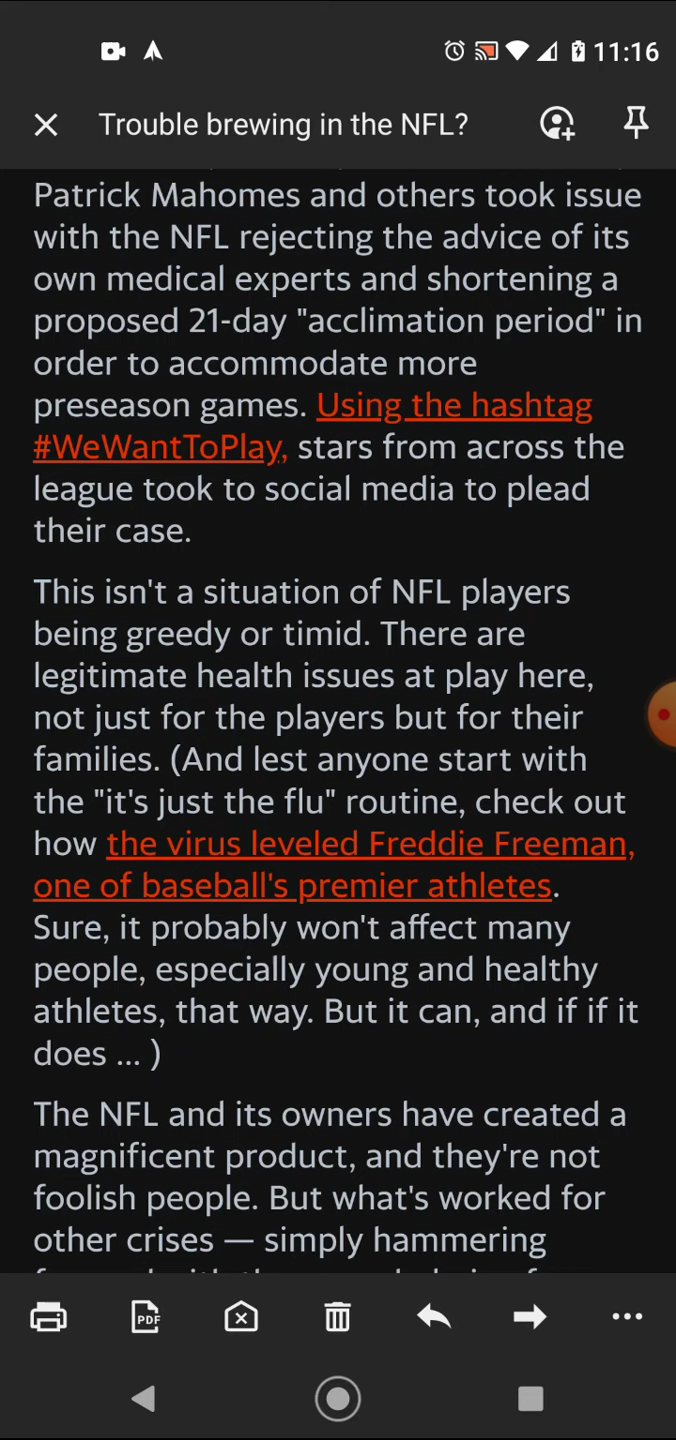 11:16
Trouble brewing in the NFL?
Patrick Mahomes and others took issue
with the NFL rejecting the advice of its
own medical experts and shortening a
proposed 21-day "acclimation period" in
order to accommodate more
preseason games. Using the hashtag
#WeWantToPlay, stars from across the
league took to social media to plead
their case.
This isn't a situation of NFL players
being greedy or timid. There are
legitimate health issues at play here,
not just for the players but for their
families. (And lest anyone start with
the "it's just the flu" routine, check out
how the virus leveled Freddie Freeman,
one of baseball's premier athletes.
Sure, it probably won't affect many
people, especially young and healthy
athletes, that way. But it can, and if if it
does ... )
The NFL and its owners have created a
magnificent product, and they're not
foolish people. But what's worked for
other crises — simply hammering
PDF